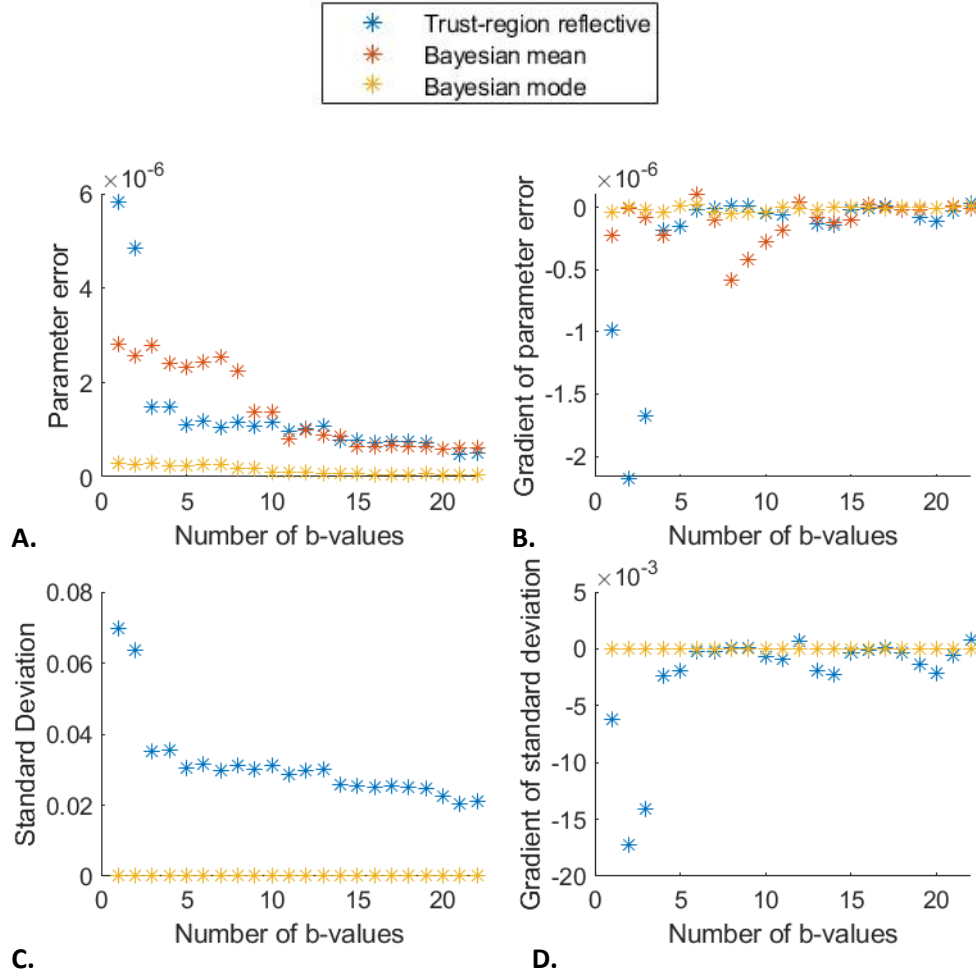 Trust-region reflective
Bayesian mean
Bayesian mode
×10⁻⁶
6
4
2
0
Parameter error
0 5 10 15 20
Number of b-values
A.
×10⁻⁶
0
-0.5
-1
-1.5
-2
Gradient of parameter error
0 5 10 15 20
Number of b-values
B.
0.08
0.06
0.04
0.02
0
Standard Deviation
0 5 10 15 20
Number of b-values
C.
×10⁻³
5
0
-5
-10
-15
-20
Gradient of standard deviation
0 5 10 15 20
Number of b-values
D.